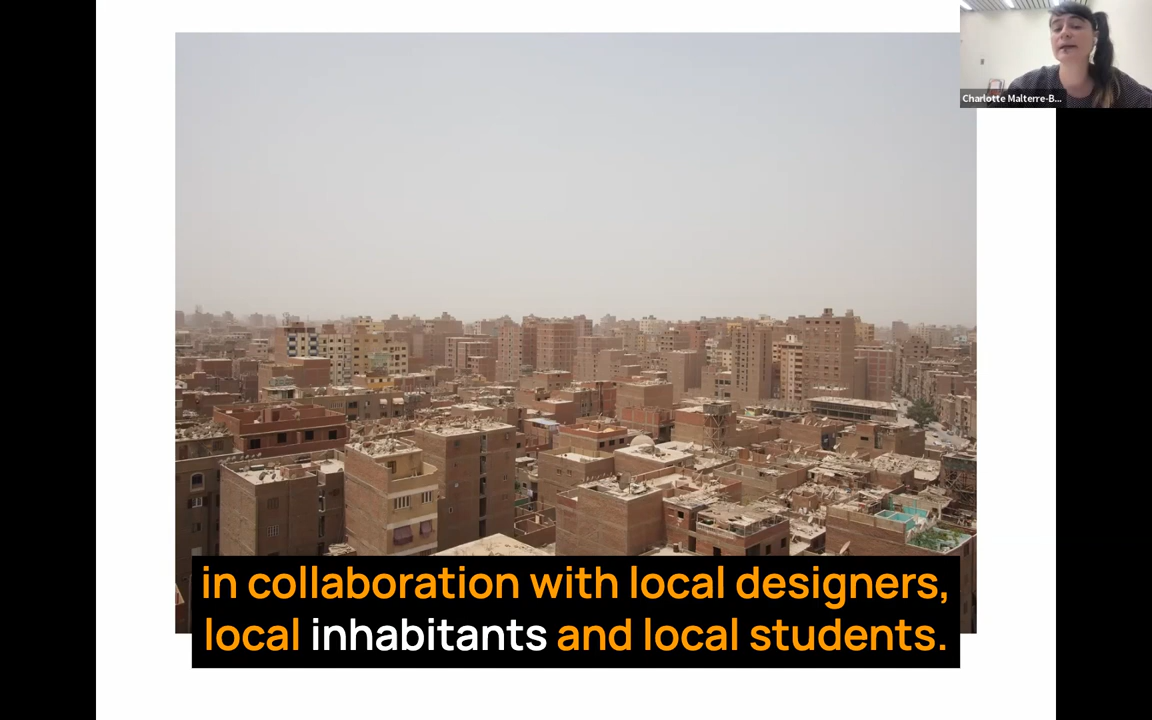 Charlotte Malterre-B...
in collaboration with local designers,
local inhabitants and local students.